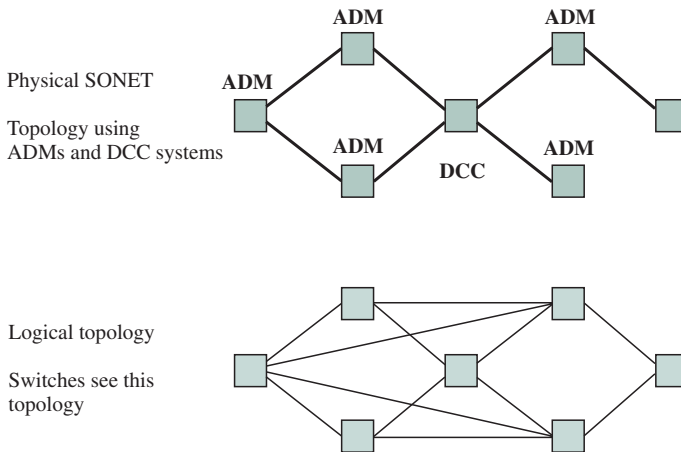 ADM
ADM
Physical SONET
ADM
Topology using
ADMs and DCC systems
ADM
ADM
DCC
Logical topology
Switches see this
topology